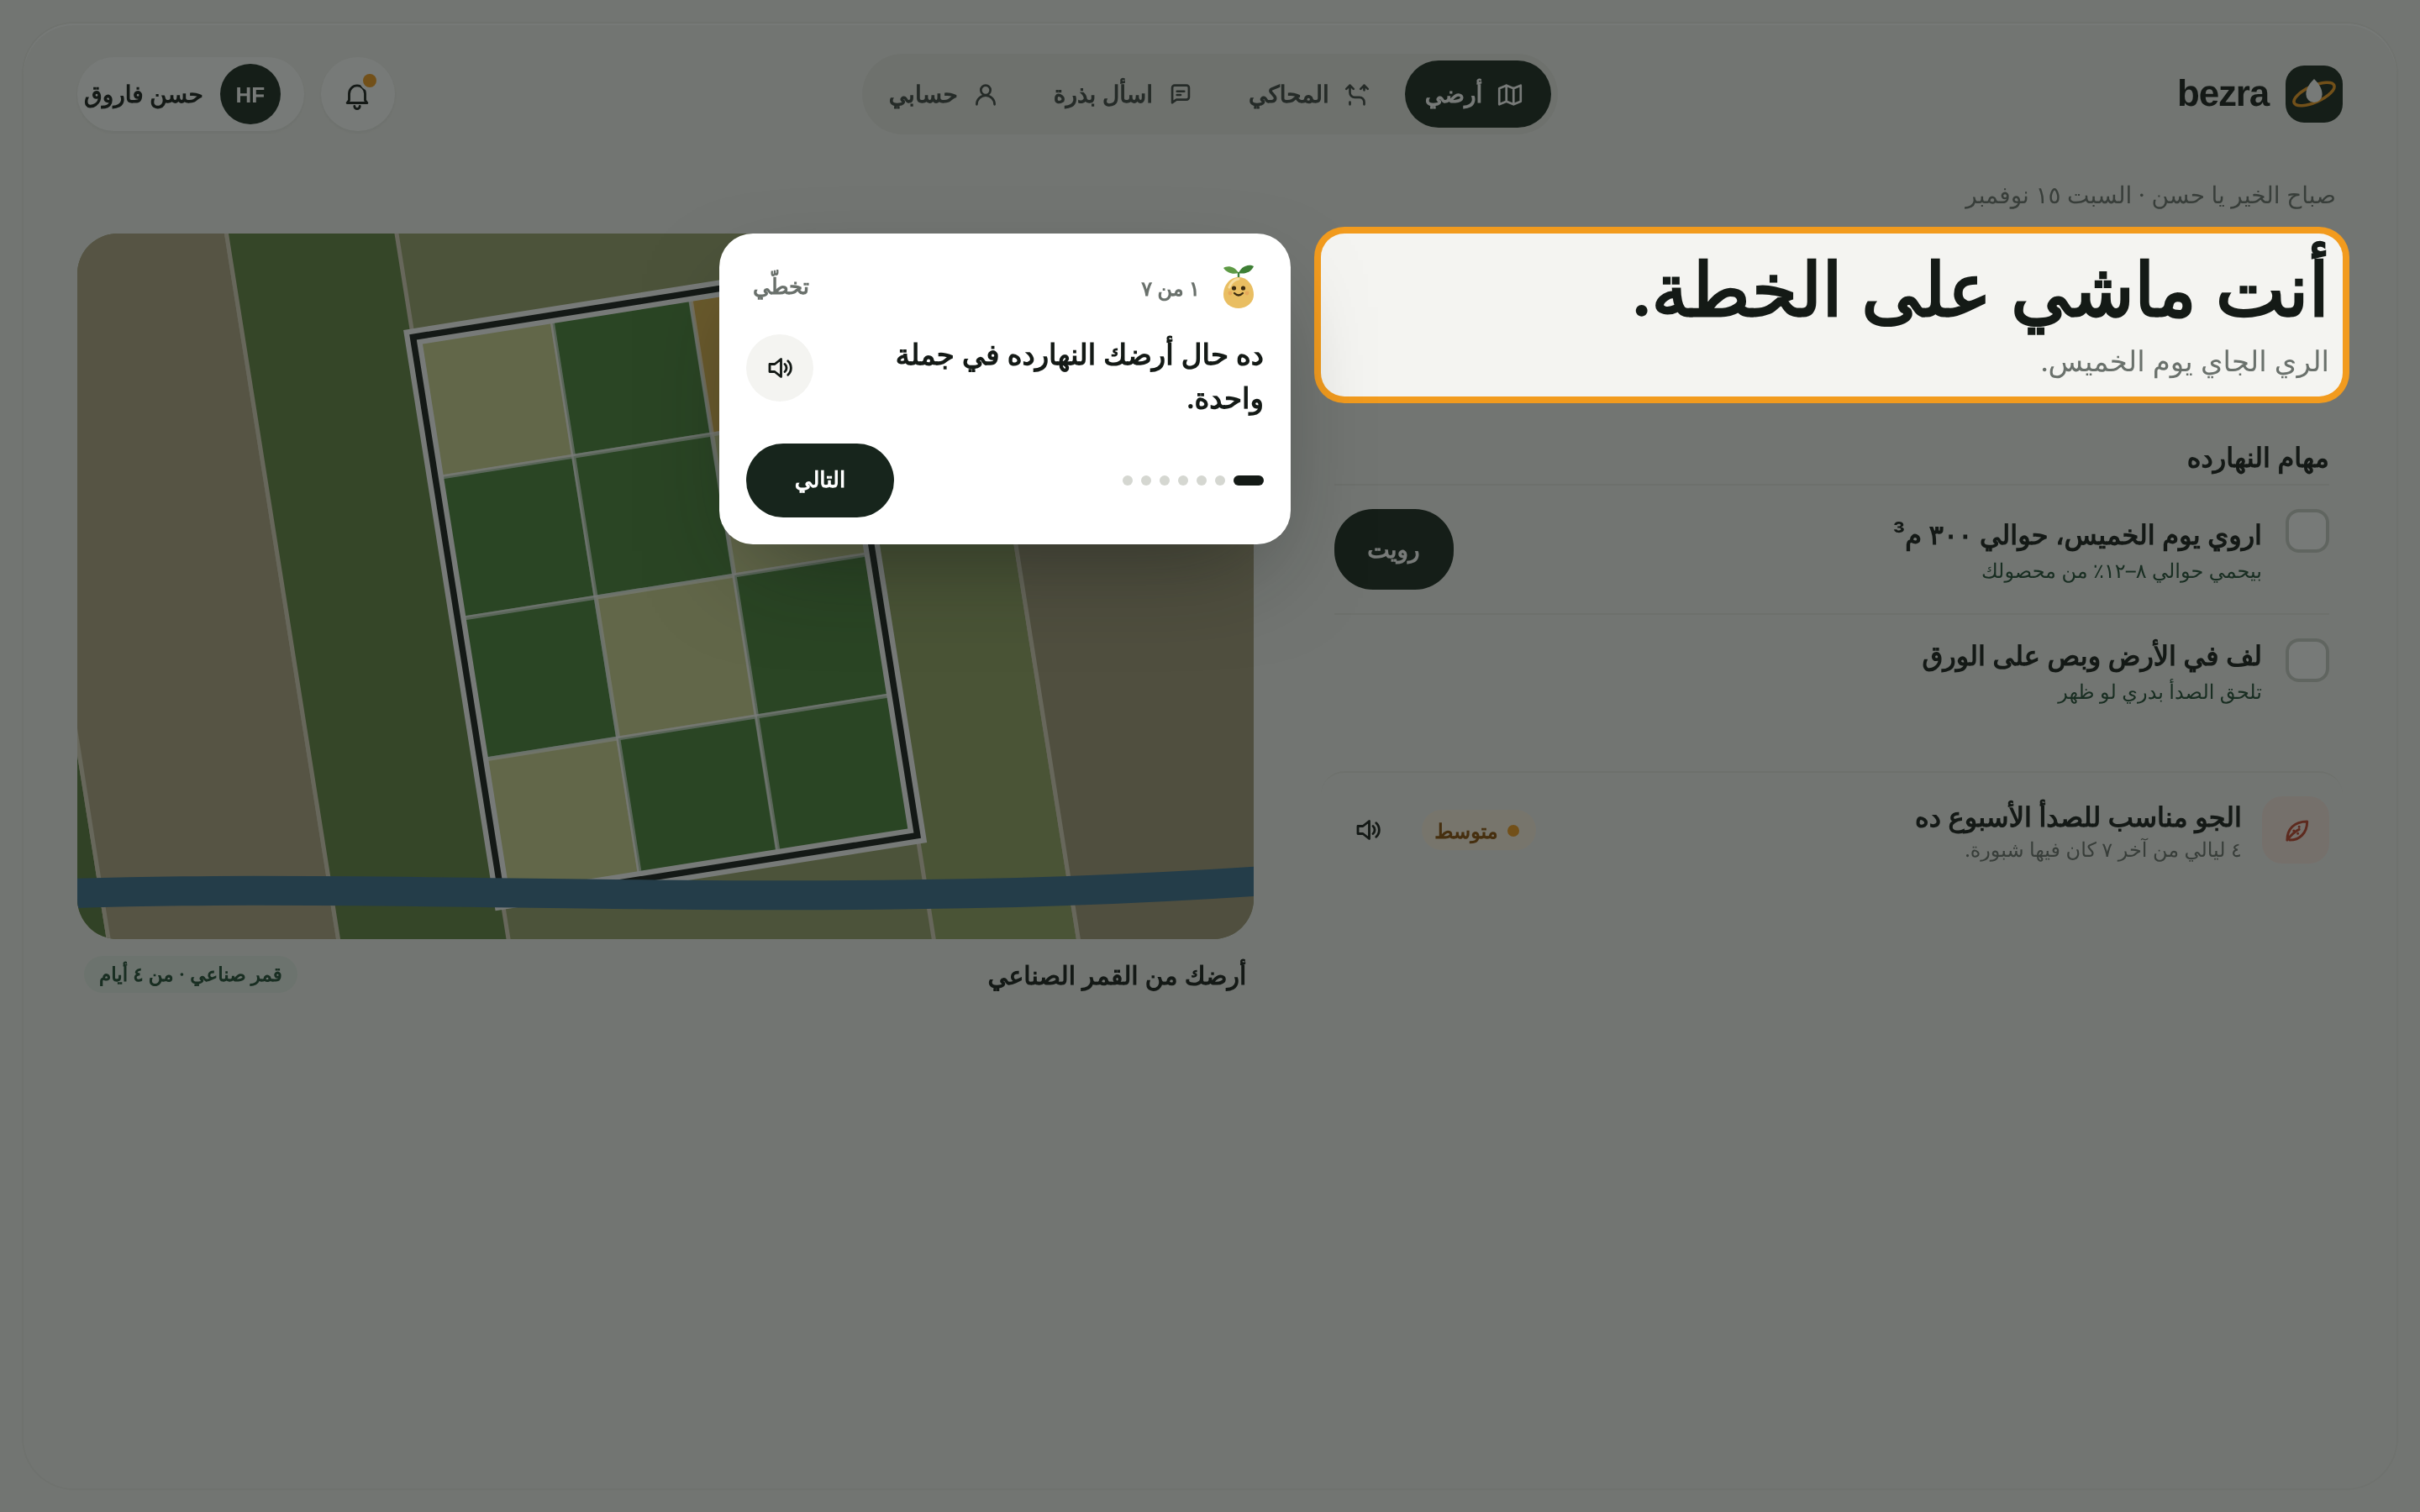 bezra
أرضي
المحاكي
اسأل بذرة
حسابي
HF
حسن فاروق
صباح الخير يا حسن · السبت ١٥ نوفمبر
أنت ماشي على الخطة.
الري الجاي يوم الخميس.
١ من ٧
تخطّي
ده حال أرضك النهارده في جملة
واحدة.
التالي
مهام النهارده
اروي يوم الخميس، حوالي ٣٠٠ م³
بيحمي حوالي ٨–١٢٪ من محصولك
رويت
لف في الأرض وبص على الورق
تلحق الصدأ بدري لو ظهر
الجو مناسب للصدأ الأسبوع ده
٤ ليالي من آخر ٧ كان فيها شبورة.
متوسط
أرضك من القمر الصناعي
قمر صناعي · من ٤ أيام